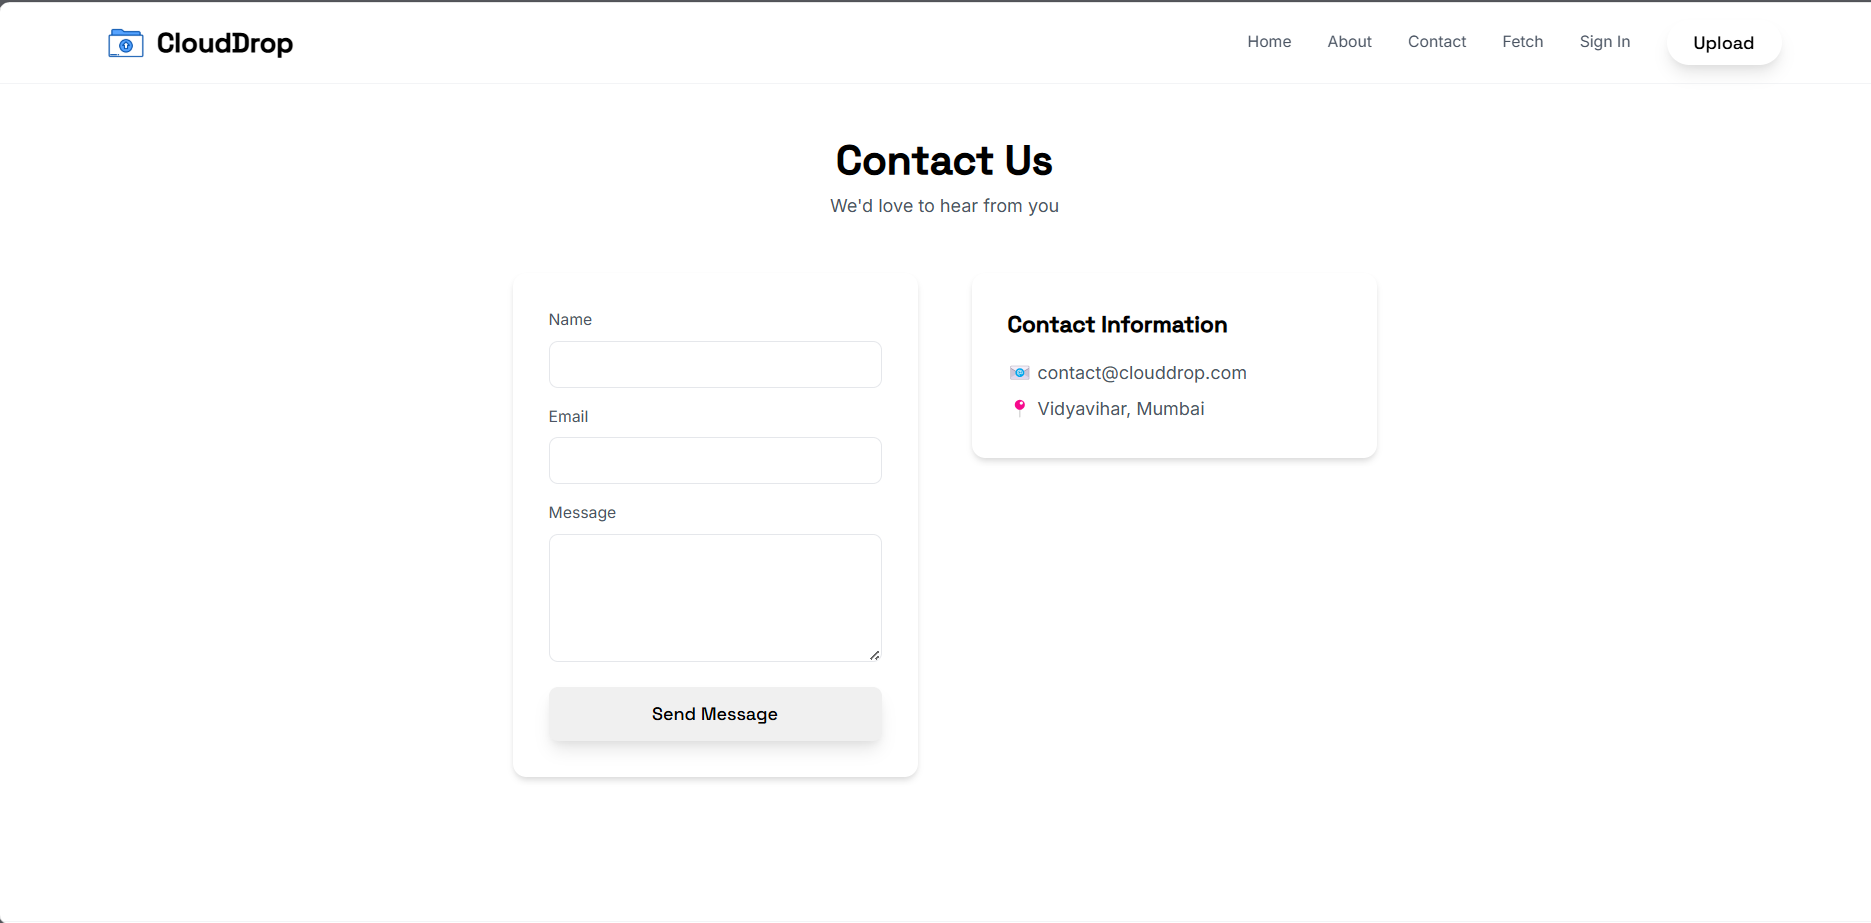 CloudDrop
Home About Contact Fetch Sign In Upload
Contact Us
We'd love to hear from you
Name
Email
Message
Send Message
Contact Information
contact@clouddrop.com
Vidyavihar, Mumbai